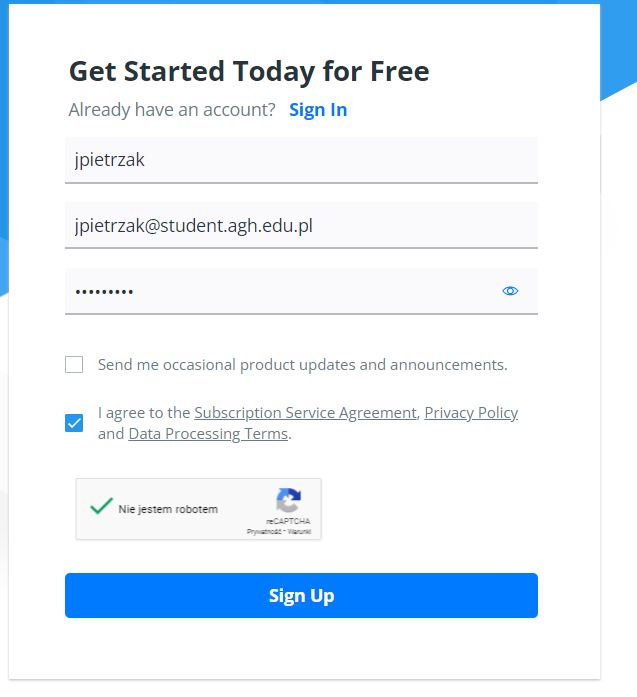 Get Started Today for Free
Already have an account? Sign In
jpietrzak
jpietrzak@student.agh.edu.pl
•••••••••
Send me occasional product updates and announcements.
I agree to the Subscription Service Agreement, Privacy Policy
and Data Processing Terms.
Nie jestem robotem
reCAPTCHA
Prywatność - Warunki
Sign Up